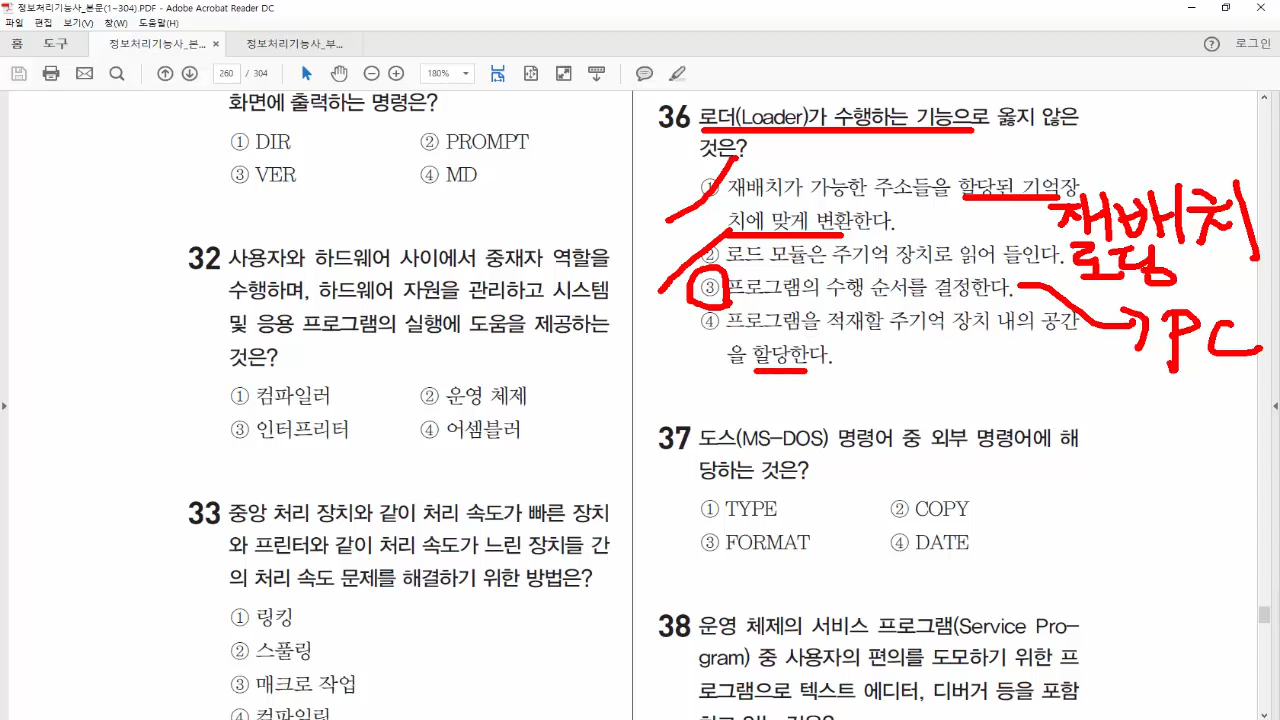 정보처리기능사_본문(1~304).PDF - Adobe Acrobat Reader DC
파일 편집 보기(V) 창(W) 도움말(H)
홈 도구 정보처리기능사_본... × 정보처리기능사_부... 로그인
260 / 304 180%
화면에 출력하는 명령은?
① DIR ② PROMPT
③ VER ④ MD
32 사용자와 하드웨어 사이에서 중재자 역할을
수행하며, 하드웨어 자원을 관리하고 시스템
및 응용 프로그램의 실행에 도움을 제공하는
것은?
① 컴파일러 ② 운영 체제
③ 인터프리터 ④ 어셈블러
33 중앙 처리 장치와 같이 처리 속도가 빠른 장치
와 프린터와 같이 처리 속도가 느린 장치들 간
의 처리 속도 문제를 해결하기 위한 방법은?
① 링킹
② 스풀링
③ 매크로 작업
④ 컴파일링
36 로더(Loader)가 수행하는 기능으로 옳지 않은
것은?
① 재배치가 가능한 주소들을 할당된 기억장
치에 맞게 변환한다.
② 로드 모듈은 주기억 장치로 읽어 들인다.
③ 프로그램의 수행 순서를 결정한다.
④ 프로그램을 적재할 주기억 장치 내의 공간
을 할당한다.
재배치
로딩
PC
37 도스(MS-DOS) 명령어 중 외부 명령어에 해
당하는 것은?
① TYPE ② COPY
③ FORMAT ④ DATE
38 운영 체제의 서비스 프로그램(Service Pro-
gram) 중 사용자의 편의를 도모하기 위한 프
로그램으로 텍스트 에디터, 디버거 등을 포함